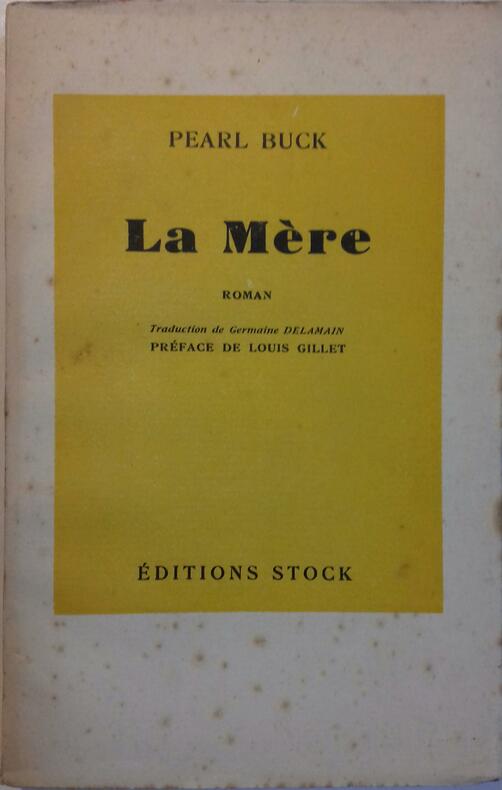 PEARL BUCK
La Mère
ROMAN
Traduction de Germaine DELAMAIN
PRÉFACE DE LOUIS GILLET
ÉDITIONS STOCK